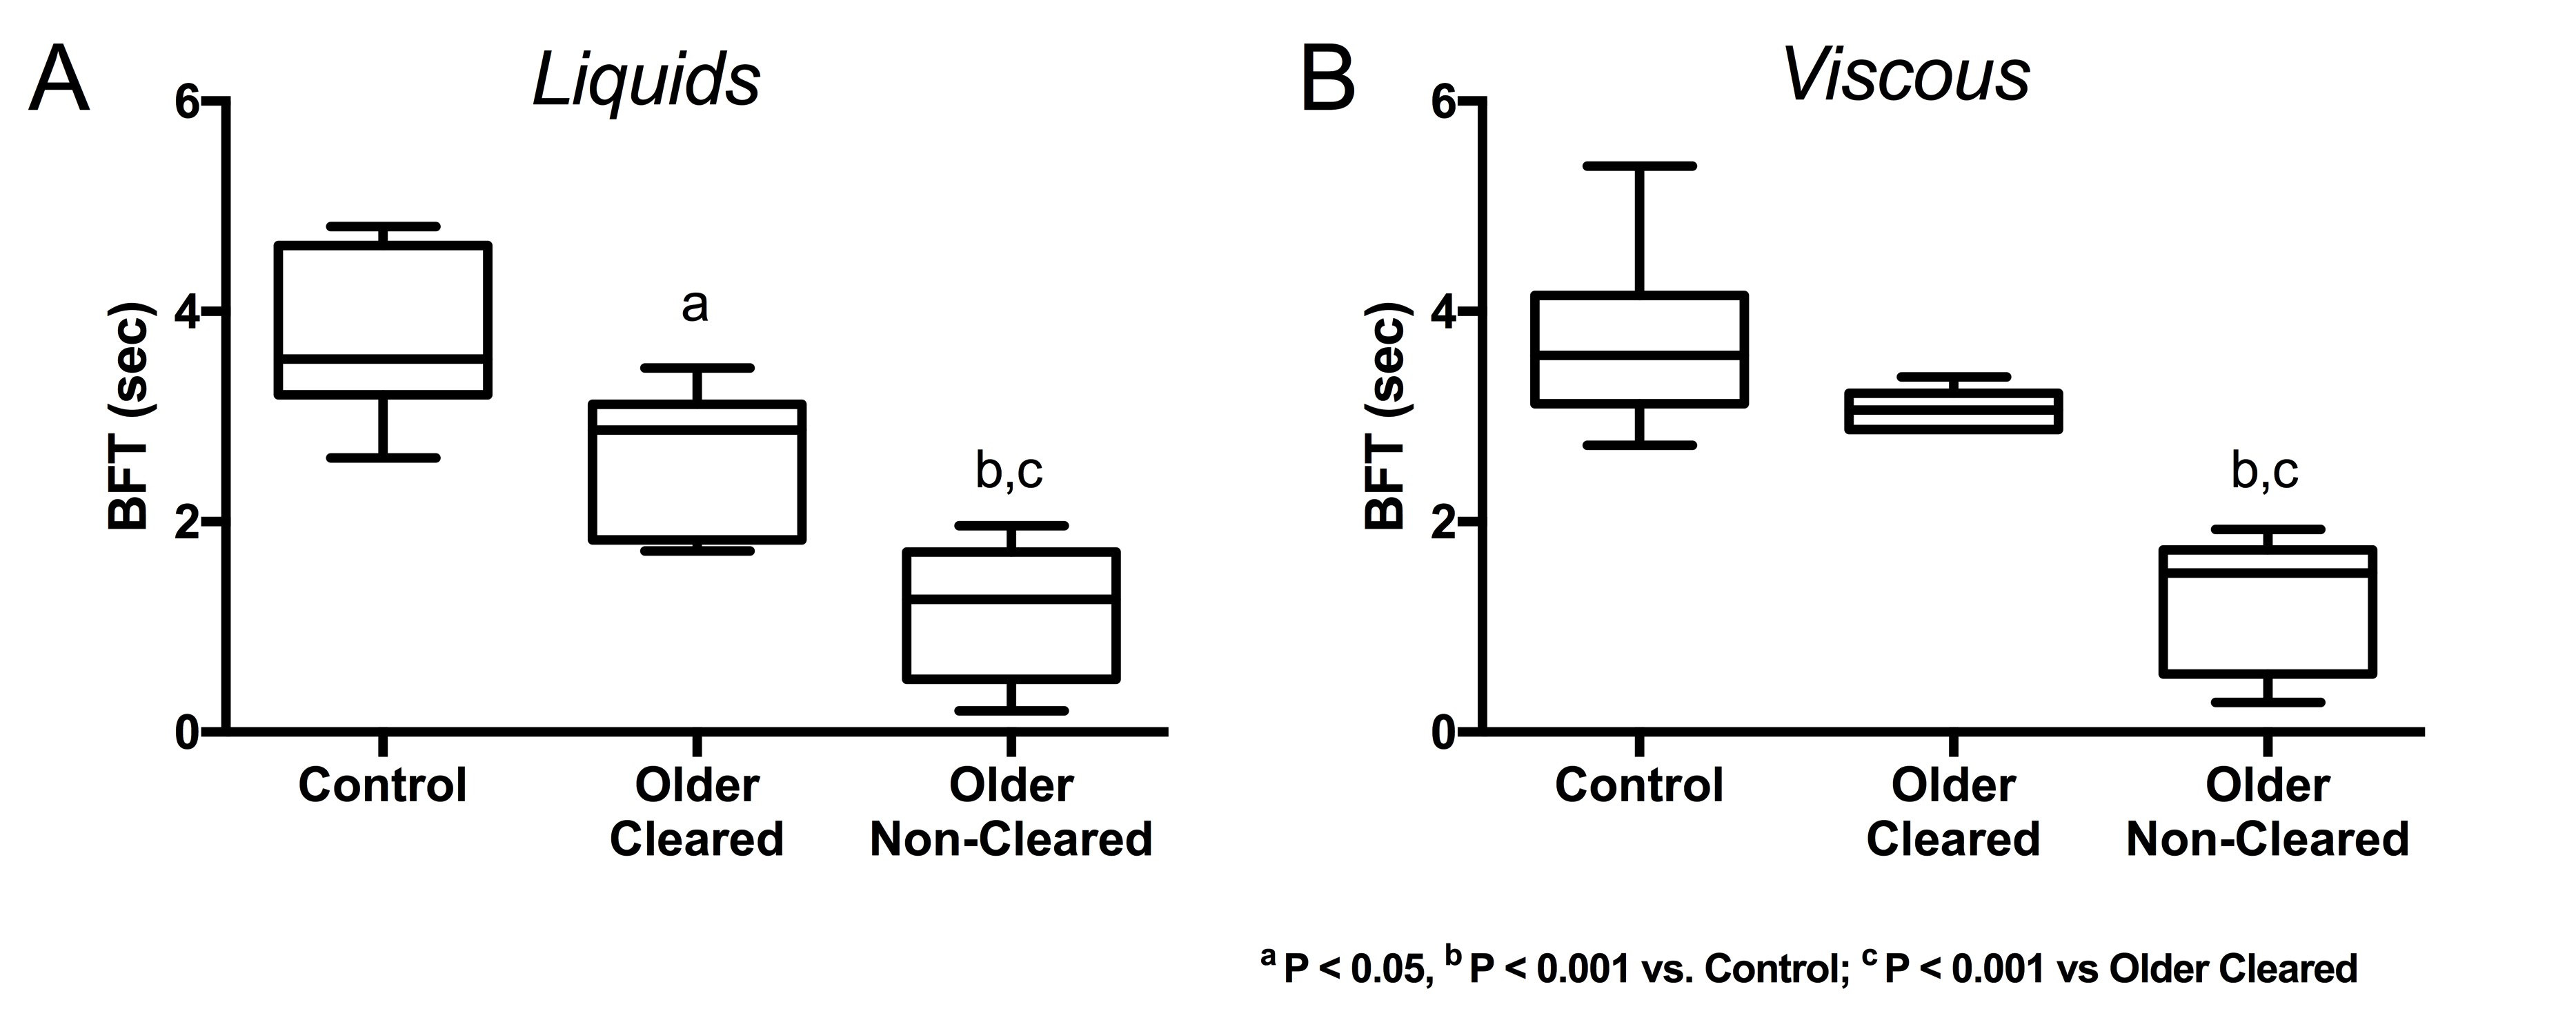 A
Liquids
6
4
2
0
BFT (sec)
a
b,c
Control
Older
Cleared
Older
Non-Cleared
B
Viscous
6
4
2
0
BFT (sec)
b,c
Control
Older
Cleared
Older
Non-Cleared
a P < 0.05, b P < 0.001 vs. Control; c P < 0.001 vs Older Cleared